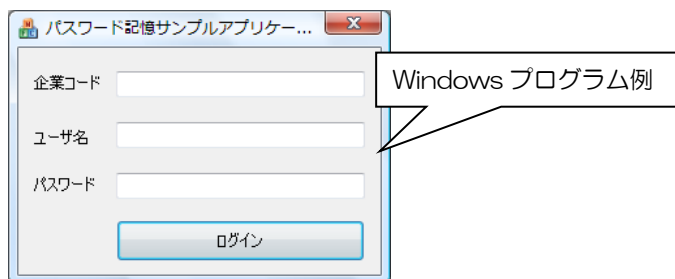 パスワード記憶サンプルアプリケー...
企業コード
Windows プログラム例
ユーザ名
パスワード
ログイン